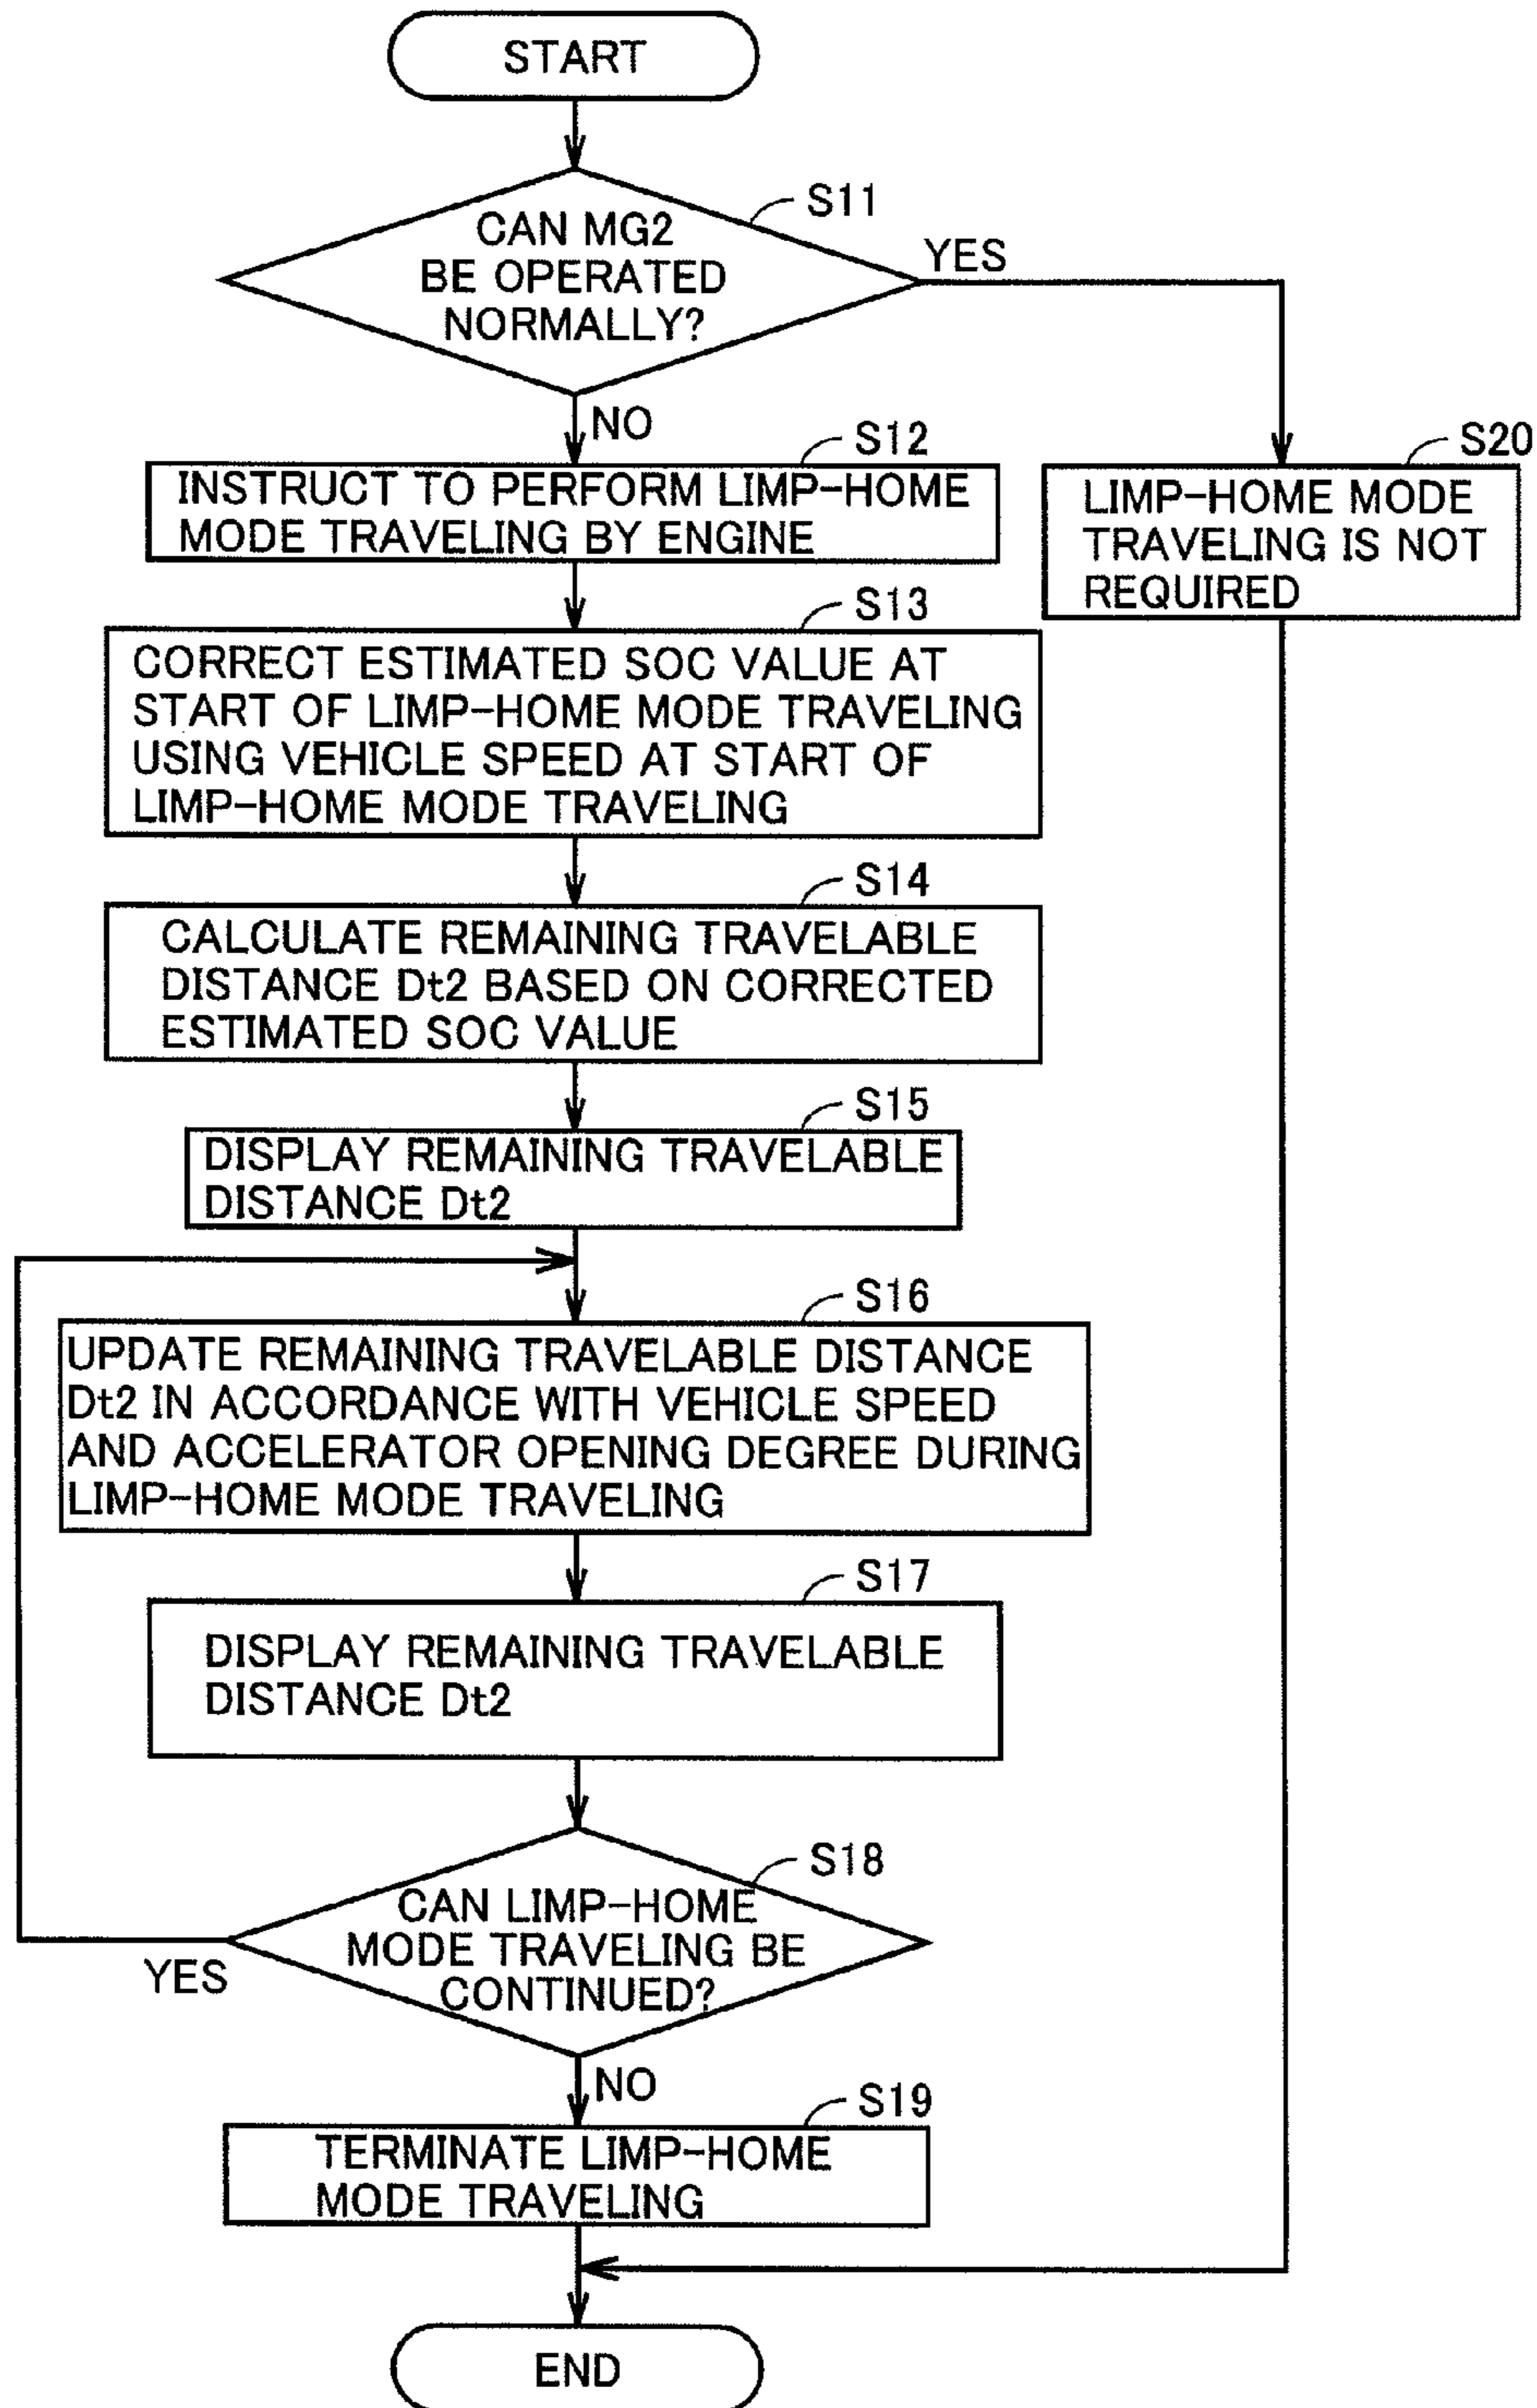 START
S11
CAN MG2
BE OPERATED
NORMALLY?
YES
NO
S12
INSTRUCT TO PERFORM LIMP-HOME
MODE TRAVELING BY ENGINE
S20
LIMP-HOME MODE
TRAVELING IS NOT
REQUIRED
S13
CORRECT ESTIMATED SOC VALUE AT
START OF LIMP-HOME MODE TRAVELING
USING VEHICLE SPEED AT START OF
LIMP-HOME MODE TRAVELING
S14
CALCULATE REMAINING TRAVELABLE
DISTANCE Dt2 BASED ON CORRECTED
ESTIMATED SOC VALUE
S15
DISPLAY REMAINING TRAVELABLE
DISTANCE Dt2
S16
UPDATE REMAINING TRAVELABLE DISTANCE
Dt2 IN ACCORDANCE WITH VEHICLE SPEED
AND ACCELERATOR OPENING DEGREE DURING
LIMP-HOME MODE TRAVELING
S17
DISPLAY REMAINING TRAVELABLE
DISTANCE Dt2
S18
CAN LIMP-HOME
MODE TRAVELING BE
CONTINUED?
YES
NO
S19
TERMINATE LIMP-HOME
MODE TRAVELING
END